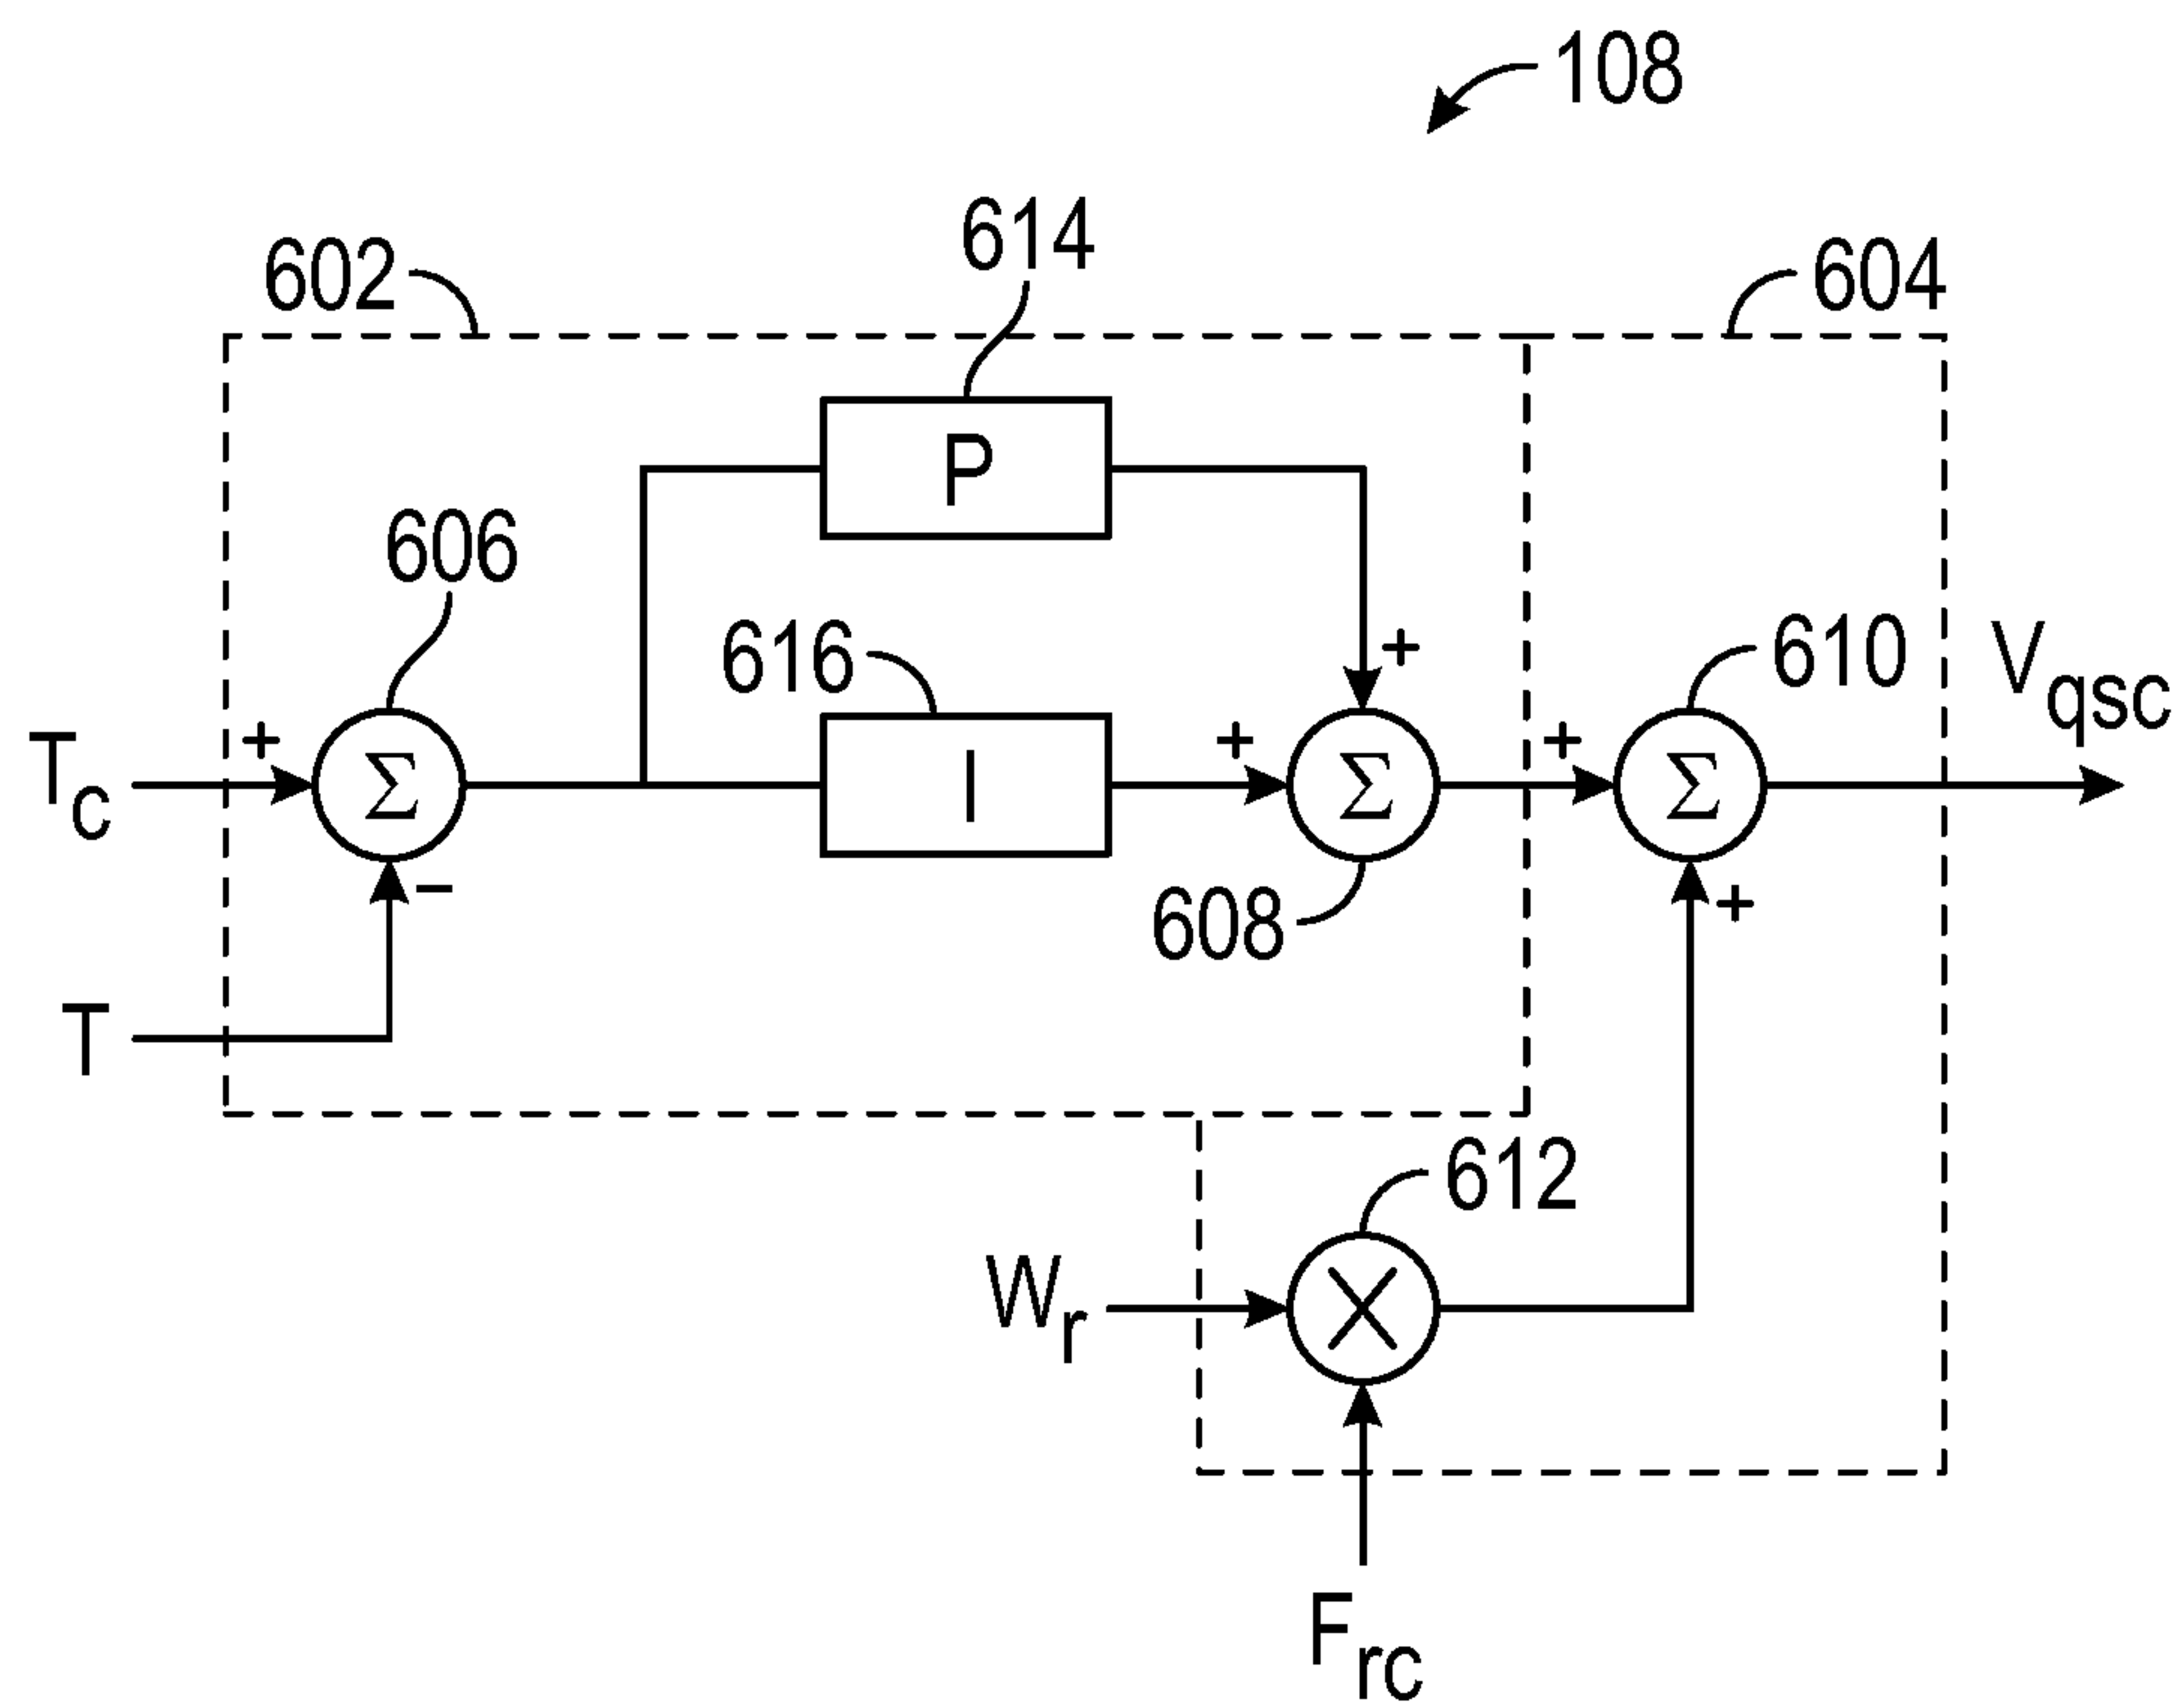 108
614
602
604
P
606
616
610
Vqsc
+
+
+
+
Tc
Σ
I
Σ
Σ
−
608
+
T
612
Wr
X
Frc